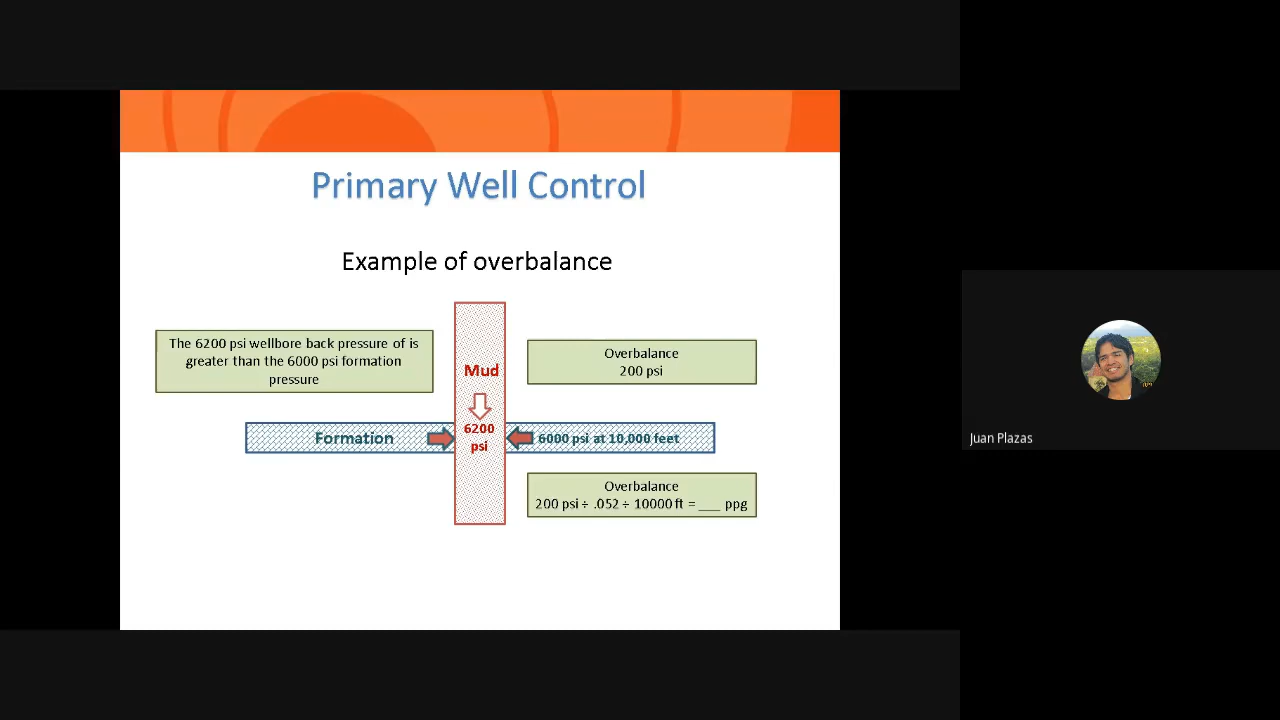 Primary Well Control
Example of overbalance
The 6200 psi wellbore back pressure of is
greater than the 6000 psi formation
pressure
Mud
Overbalance
200 psi
Formation
6200
psi
6000 psi at 10,000 feet
Overbalance
200 psi ÷ .052 ÷ 10000 ft = ___ ppg
Juan Plazas